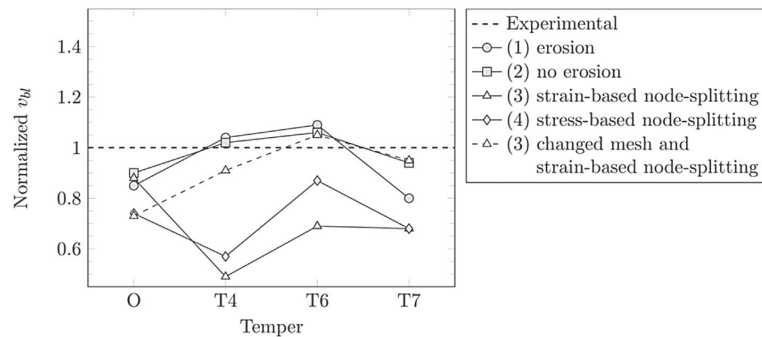 1.4
1.2
1
0.8
0.6
Normalized v_bl
O T4 T6 T7
Temper
Experimental
(1) erosion
(2) no erosion
(3) strain-based node-splitting
(4) stress-based node-splitting
(3) changed mesh and
strain-based node-splitting